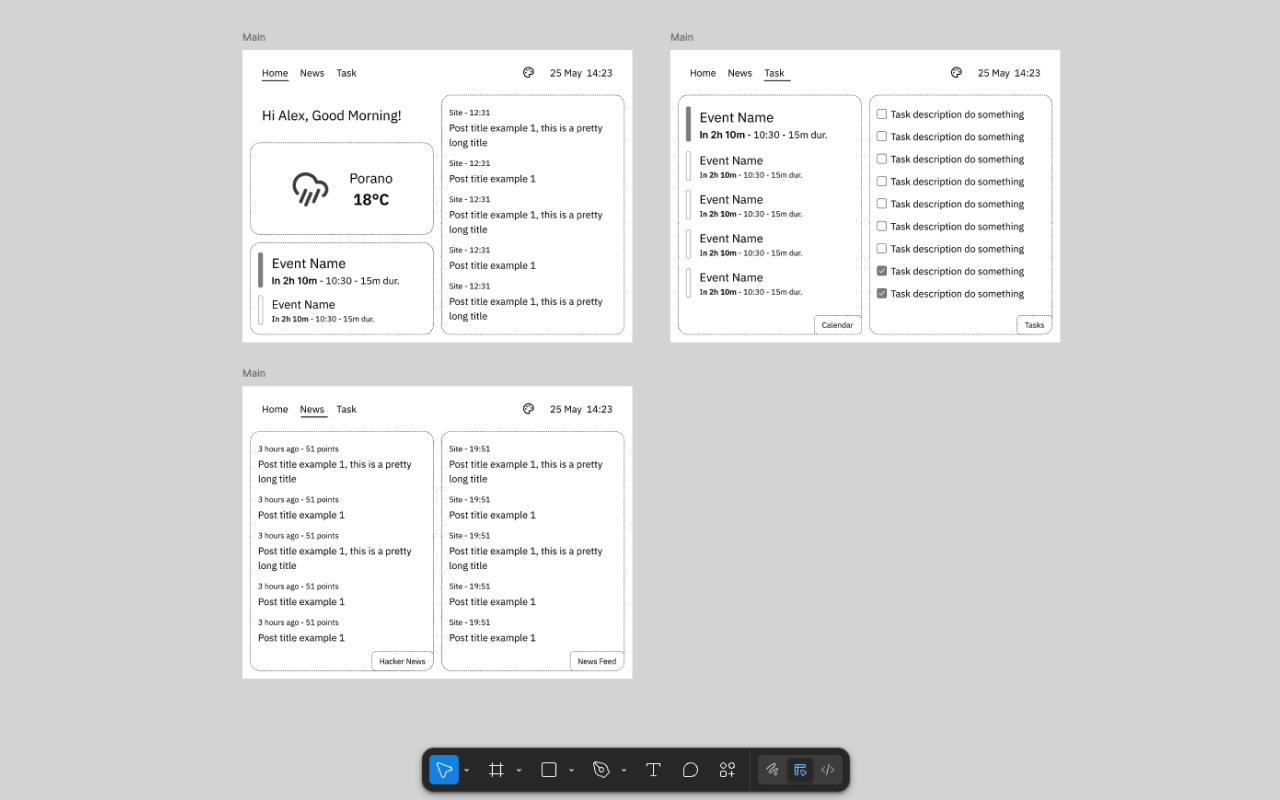 Main
Home News Task 25 May 14:23
Hi Alex, Good Morning!
Porano
18°C
Event Name
In 2h 10m - 10:30 - 15m dur.
Event Name
In 2h 10m - 10:30 - 15m dur.
Site - 12:31
Post title example 1, this is a pretty
long title
Site - 12:31
Post title example 1
Site - 12:31
Post title example 1, this is a pretty
long title
Site - 12:31
Post title example 1
Site - 12:31
Post title example 1, this is a pretty
long title
Main
Home News Task 25 May 14:23
Event Name
In 2h 10m - 10:30 - 15m dur.
Event Name
In 2h 10m - 10:30 - 15m dur.
Event Name
In 2h 10m - 10:30 - 15m dur.
Event Name
In 2h 10m - 10:30 - 15m dur.
Event Name
In 2h 10m - 10:30 - 15m dur.
Calendar
Task description do something
Task description do something
Task description do something
Task description do something
Task description do something
Task description do something
Task description do something
Task description do something
Task description do something
Tasks
Main
Home News Task 25 May 14:23
3 hours ago - 51 points
Post title example 1, this is a pretty
long title
3 hours ago - 51 points
Post title example 1
3 hours ago - 51 points
Post title example 1, this is a pretty
long title
3 hours ago - 51 points
Post title example 1
3 hours ago - 51 points
Post title example 1
Hacker News
Site - 19:51
Post title example 1, this is a pretty
long title
Site - 19:51
Post title example 1
Site - 19:51
Post title example 1, this is a pretty
long title
Site - 19:51
Post title example 1
Site - 19:51
Post title example 1
News Feed